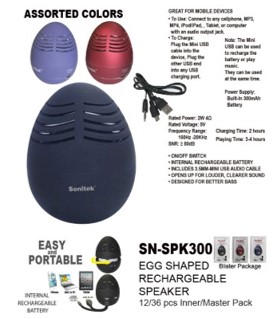 ASSORTED COLORS
GREAT FOR MOBILE DEVICES
• To Use: Connect to any cellphone, MP3,
MP4, iPod/iPad, , Tablet, or computer
with an audio output jack.
• To Charge:
Plug the Mini USB
cable into the
device, Plug the
other USB end
into any USB
charging port.
Note: The Mini
USB can be used
to recharge the
battery or play
music.
They can be used
at the same time.
Power Supply:
Built-In 300mAh
Battery
Rated Power: 2W 4Ω
Rated Voltage: 5V
Frequency Range:
100Hz -20KHz
SNR: ≥ 80dB
Charging Time: 2 hours
Playing Time: 3-4 hours
• ON/OFF SWITCH
• INTERNAL RECHARGEABLE BATTERY
• INCLUDES 3.5MM-MINI USB AUDIO CABLE
• OPENS UP FOR LOUDER, CLEARER SOUND
• DESIGNED FOR BETTER BASS
Sonitek
EASY
and
PORTABLE
INTERNAL
RECHARGEABLE
BATTERY
SN-SPK300
Blister Package
EGG SHAPED
RECHARGEABLE
SPEAKER
12/36 pcs Inner/Master Pack